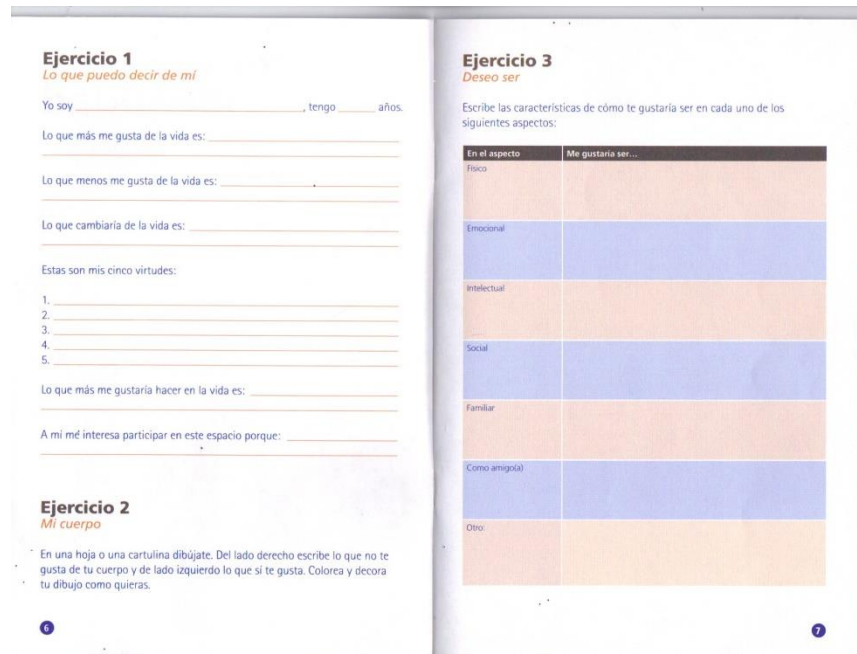 Ejercicio 1
Lo que puedo decir de mí
Yo soy ______, tengo ______ años.
Lo que más me gusta de la vida es:
Lo que menos me gusta de la vida es:
Lo que cambiaría de la vida es:
Estas son mis cinco virtudes:
1.
2.
3.
4.
5.
Lo que más me gustaría hacer en la vida es:
A mí me interesa participar en este espacio porque:
Ejercicio 2
Mi cuerpo
En una hoja o una cartulina dibújate. Del lado derecho escribe lo que no te
gusta de tu cuerpo y de lado izquierdo lo que sí te gusta. Colorea y decora
tu dibujo como quieras.
6
Ejercicio 3
Deseo ser
Escribe las características de cómo te gustaría ser en cada uno de los
siguientes aspectos:
En el aspecto Me gustaría ser...
Físico
Emocional
Intelectual
Social
Familiar
Como amigo(a)
Otro:
7